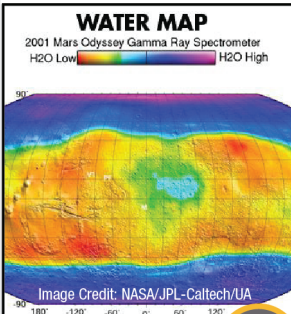 WATER MAP
2001 Mars Odyssey Gamma Ray Spectrometer
H2O Low H2O High
90°
Image Credit: NASA/JPL-Caltech/UA
-90
180° -120° 0° 60° 120°